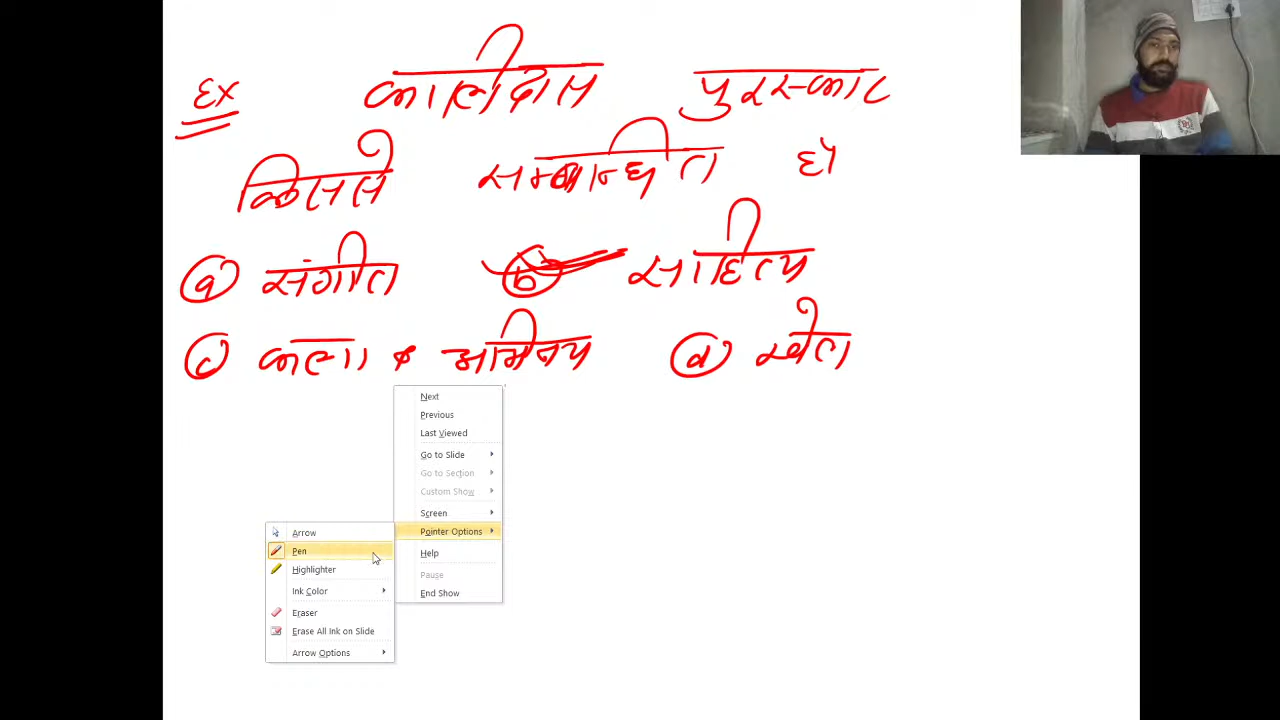 Ex कालीदास पुरस्कार
किससे सम्बन्धित है
(a) संगीत (b) साहित्य
(c) कला & अभिनय (d) खेल
Next
Previous
Last Viewed
Go to Slide
Go to Section
Custom Show
Screen
Pointer Options
Help
Pause
End Show
Arrow
Pen
Highlighter
Ink Color
Eraser
Erase All Ink on Slide
Arrow Options